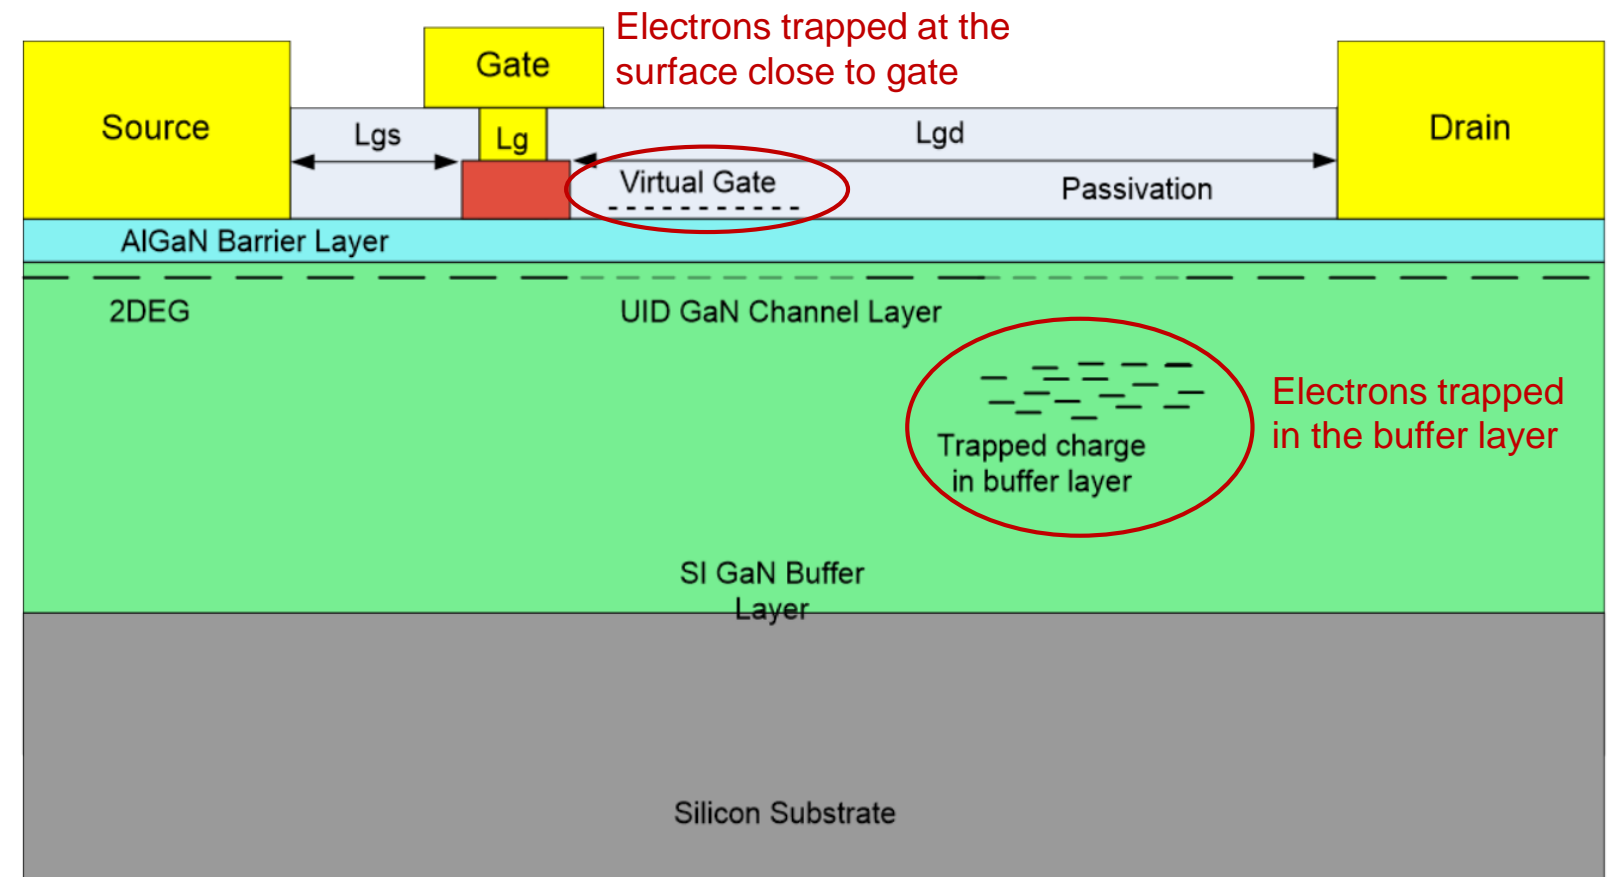 Electrons trapped at the
surface close to gate
Gate
Source
Lgs
Lg
Lgd
Drain
Virtual Gate
Passivation
AlGaN Barrier Layer
2DEG
UID GaN Channel Layer
Electrons trapped
in the buffer layer
Trapped charge
in buffer layer
SI GaN Buffer
Layer
Silicon Substrate